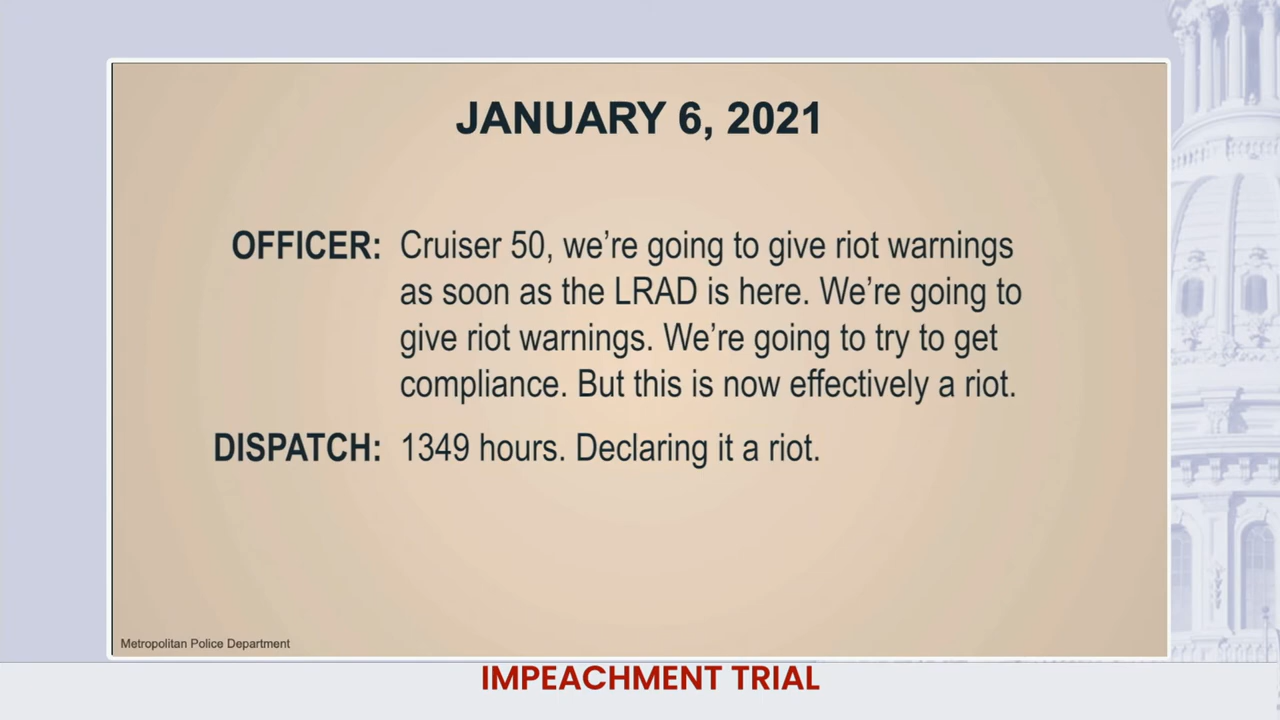 JANUARY 6, 2021
OFFICER: Cruiser 50, we’re going to give riot warnings
as soon as the LRAD is here. We’re going to
give riot warnings. We’re going to try to get
compliance. But this is now effectively a riot.
DISPATCH: 1349 hours. Declaring it a riot.
Metropolitan Police Department
IMPEACHMENT TRIAL